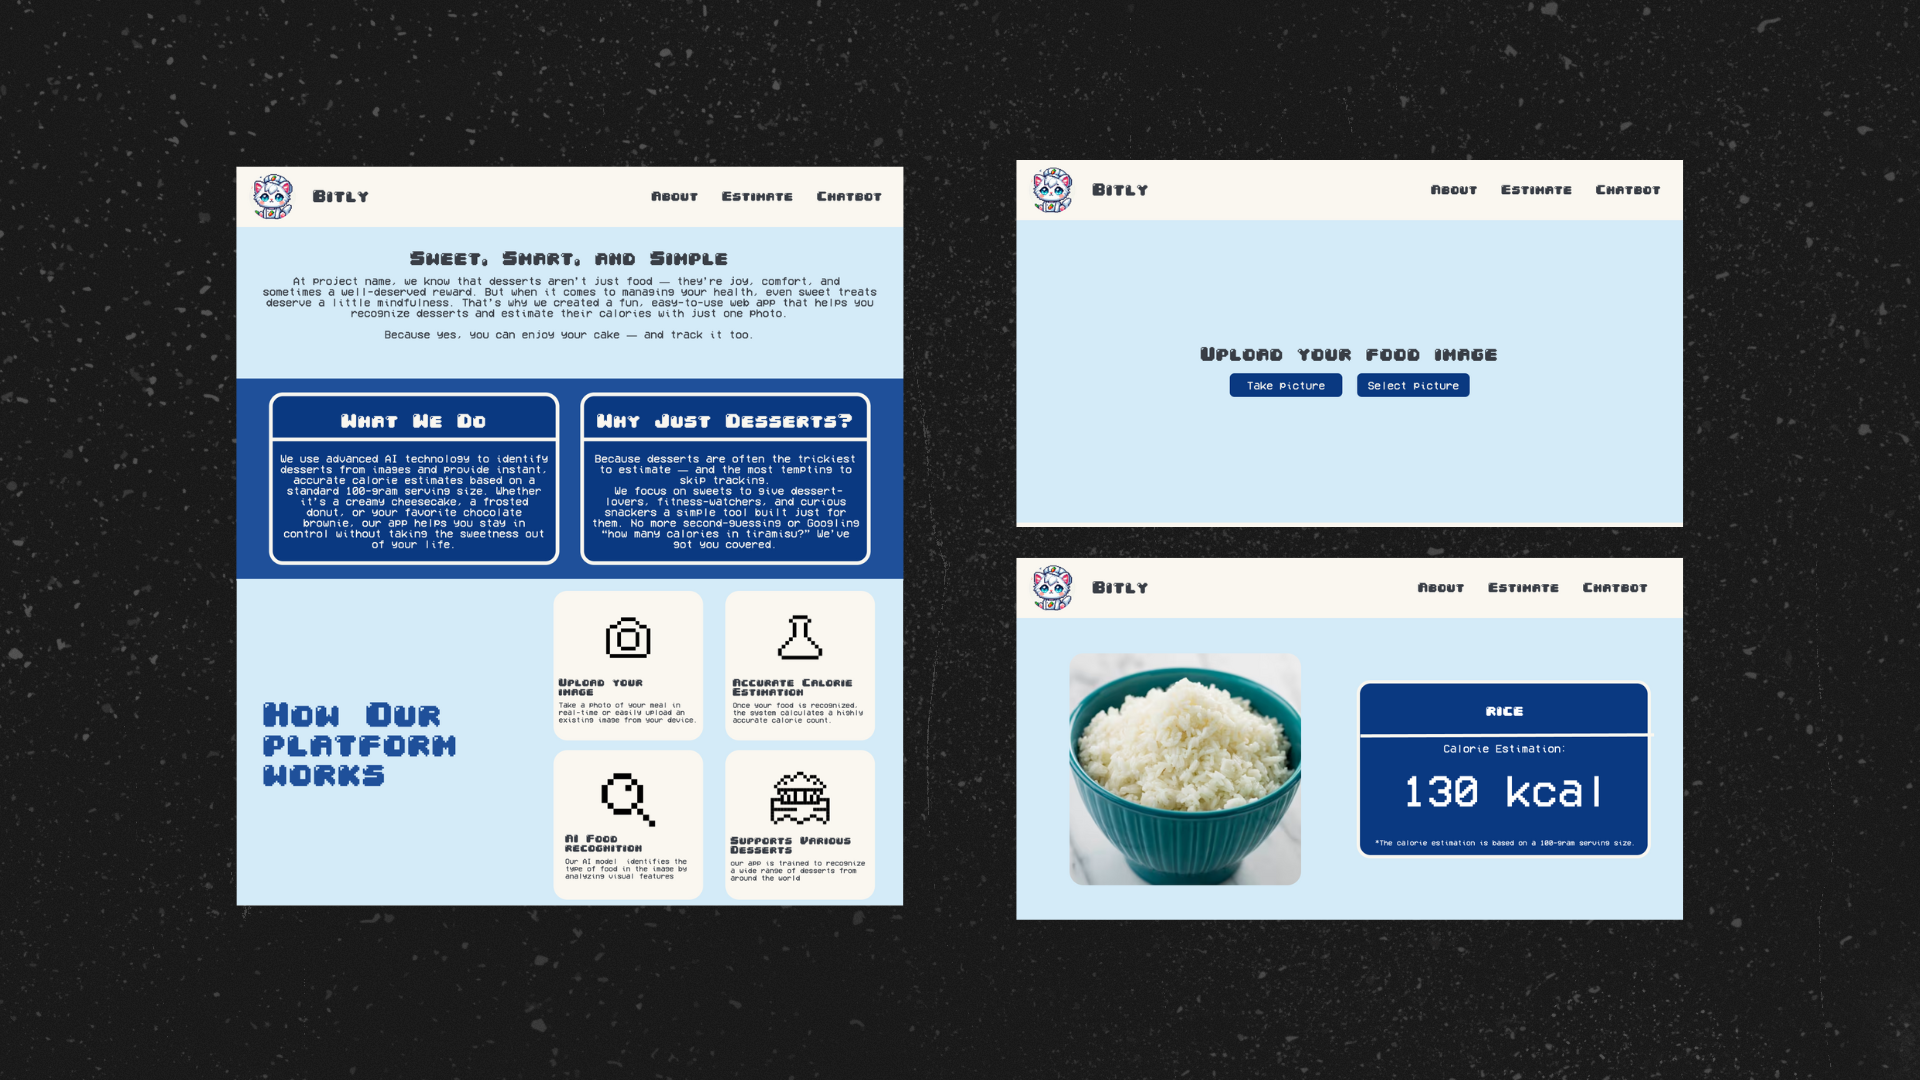 Bitly
About Estimate Chatbot
Sweet, Smart, and Simple
At project name, we know that desserts aren't just food — they're joy, comfort, and
sometimes a well-deserved reward. But when it comes to managing your health, even sweet treats
deserve a little mindfulness. That's why we created a fun, easy-to-use web app that helps you
recognize desserts and estimate their calories with just one photo.
Because yes, you can enjoy your cake — and track it too.
What We Do
We use advanced AI technology to identify
desserts from images and provide instant,
accurate calorie estimates based on a
standard 100-gram serving size. Whether
it's a creamy cheesecake, a frosted
donut, or your favorite chocolate
brownie, our app helps you stay in
control without taking the sweetness out
of your life.
Why Just Desserts?
Because desserts are often the trickiest
to estimate — and the most tempting to
skip tracking.
We focus on sweets to give dessert-
lovers, fitness-watchers, and curious
snackers a simple tool built just for
them. No more second-guessing or Googling
"how many calories in tiramisu?" We've
got you covered.
How Our
platform
works
Upload your
image
Take a photo of your meal in
real-time or easily upload an
existing image from your device.
Accurate Calorie
Estimation
Once your food is recognized,
the system calculates a highly
accurate calorie count.
AI Food
recognition
Our AI model identifies the
type of food in the image by
analyzing visual features
Supports Various
Desserts
our app is trained to recognize
a wide range of desserts from
around the world
Bitly
About Estimate Chatbot
Upload your food image
Take picture Select picture
Bitly
About Estimate Chatbot
rice
Calorie Estimation:
130 kcal
*The calorie estimation is based on a 100-gram serving size.